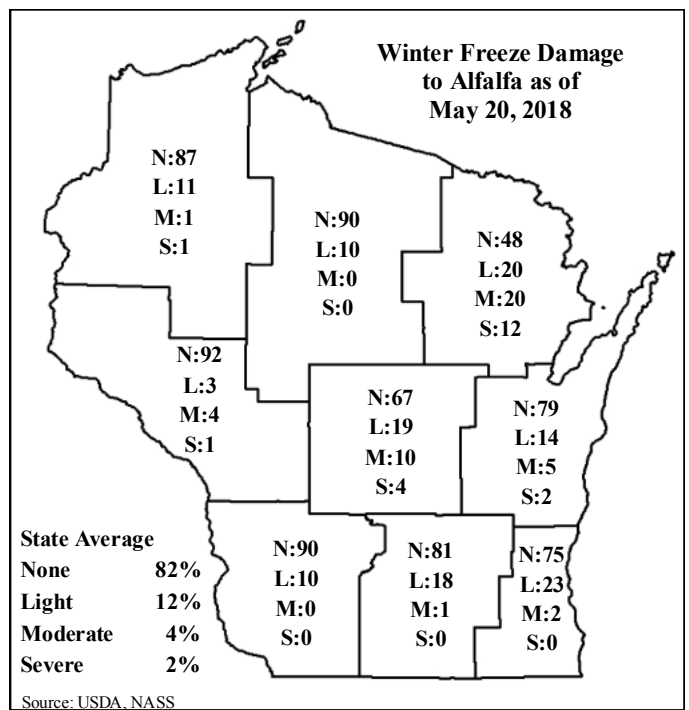 Winter Freeze Damage
to Alfalfa as of
May 20, 2018
N:87
L:11
M:1
S:1
N:90
L:10
M:0
S:0
N:48
L:20
M:20
S:12
N:92
L:3
M:4
S:1
N:67
L:19
M:10
S:4
N:79
L:14
M:5
S:2
N:90
L:10
M:0
S:0
N:81
L:18
M:1
S:0
N:75
L:23
M:2
S:0
State Average
None 82%
Light 12%
Moderate 4%
Severe 2%
Source: USDA, NASS